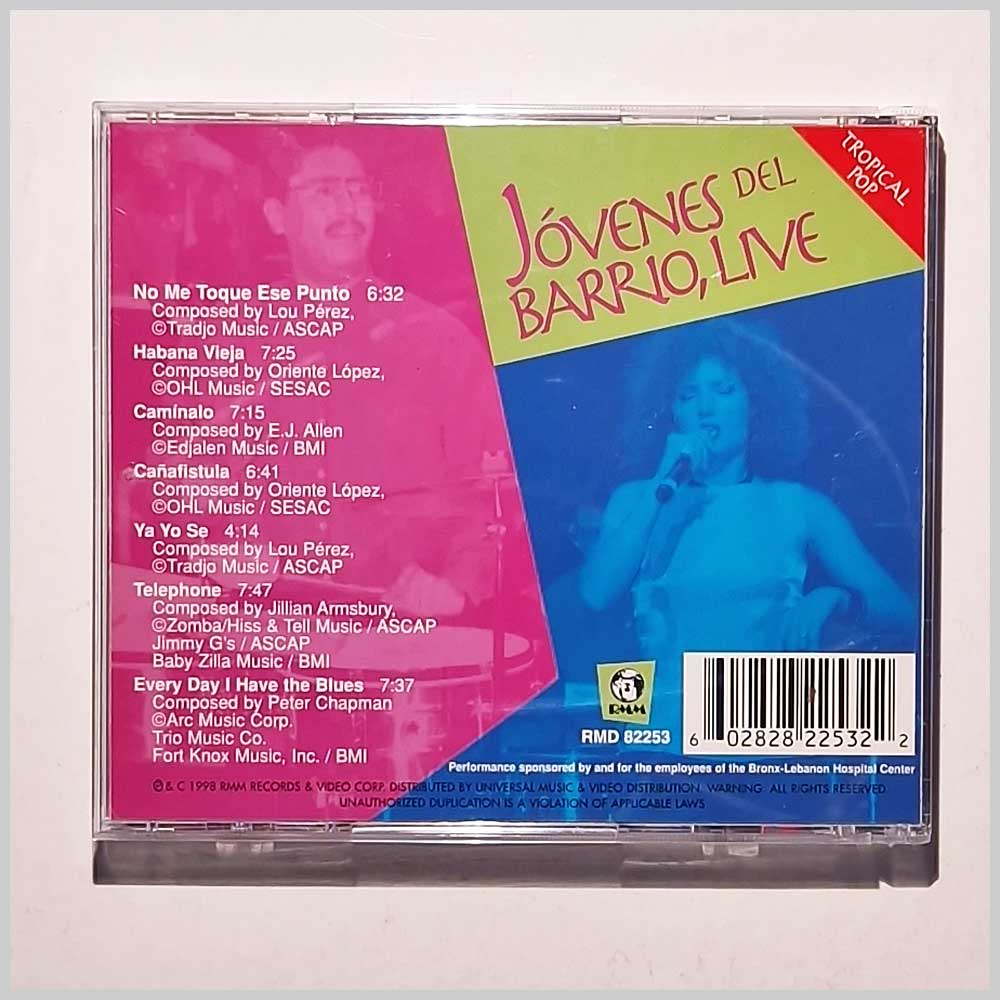 TROPICAL
POP
JÓVENES DEL
BARRIO, LIVE
No Me Toque Ese Punto 6:32
Composed by Lou Pérez,
©Tradjo Music / ASCAP
Habana Vieja 7:25
Composed by Oriente López,
©OHL Music / SESAC
Camínalo 7:15
Composed by E.J. Allen
©Edjalen Music / BMI
Cañafistula 6:41
Composed by Oriente López,
©OHL Music / SESAC
Ya Yo Se 4:14
Composed by Lou Pérez,
©Tradjo Music / ASCAP
Telephone 7:47
Composed by Jillian Armsbury,
©Zomba/Hiss & Tell Music / ASCAP
Jimmy G's / ASCAP
Baby Zilla Music / BMI
Every Day I Have the Blues 7:37
Composed by Peter Chapman
©Arc Music Corp.
Trio Music Co.
Fort Knox Music, Inc. / BMI
RMM
RMD 82253
6 02828 22532 2
Performance sponsored by and for the employees of the Bronx-Lebanon Hospital Center
℗ & C 1998 RMM RECORDS & VIDEO CORP. DISTRIBUTED BY UNIVERSAL MUSIC & VIDEO DISTRIBUTION. WARNING: ALL RIGHTS RESERVED
UNAUTHORIZED DUPLICATION IS A VIOLATION OF APPLICABLE LAWS